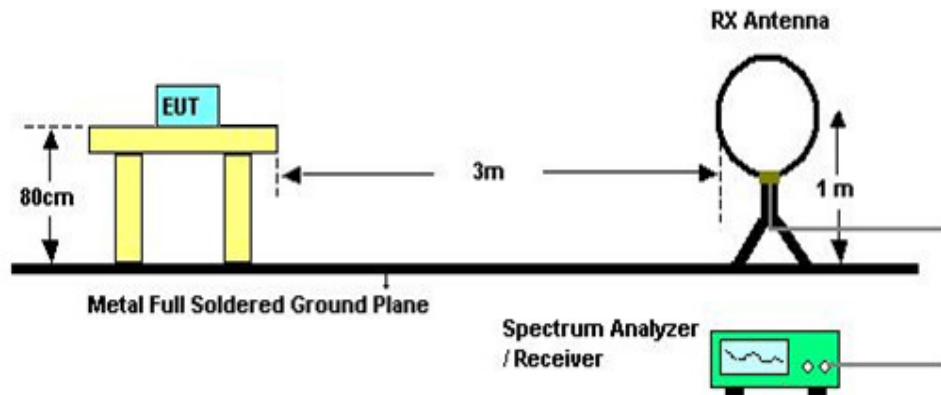 RX Antenna
EUT
3m
80cm
1 m
Metal Full Soldered Ground Plane
Spectrum Analyzer
/ Receiver